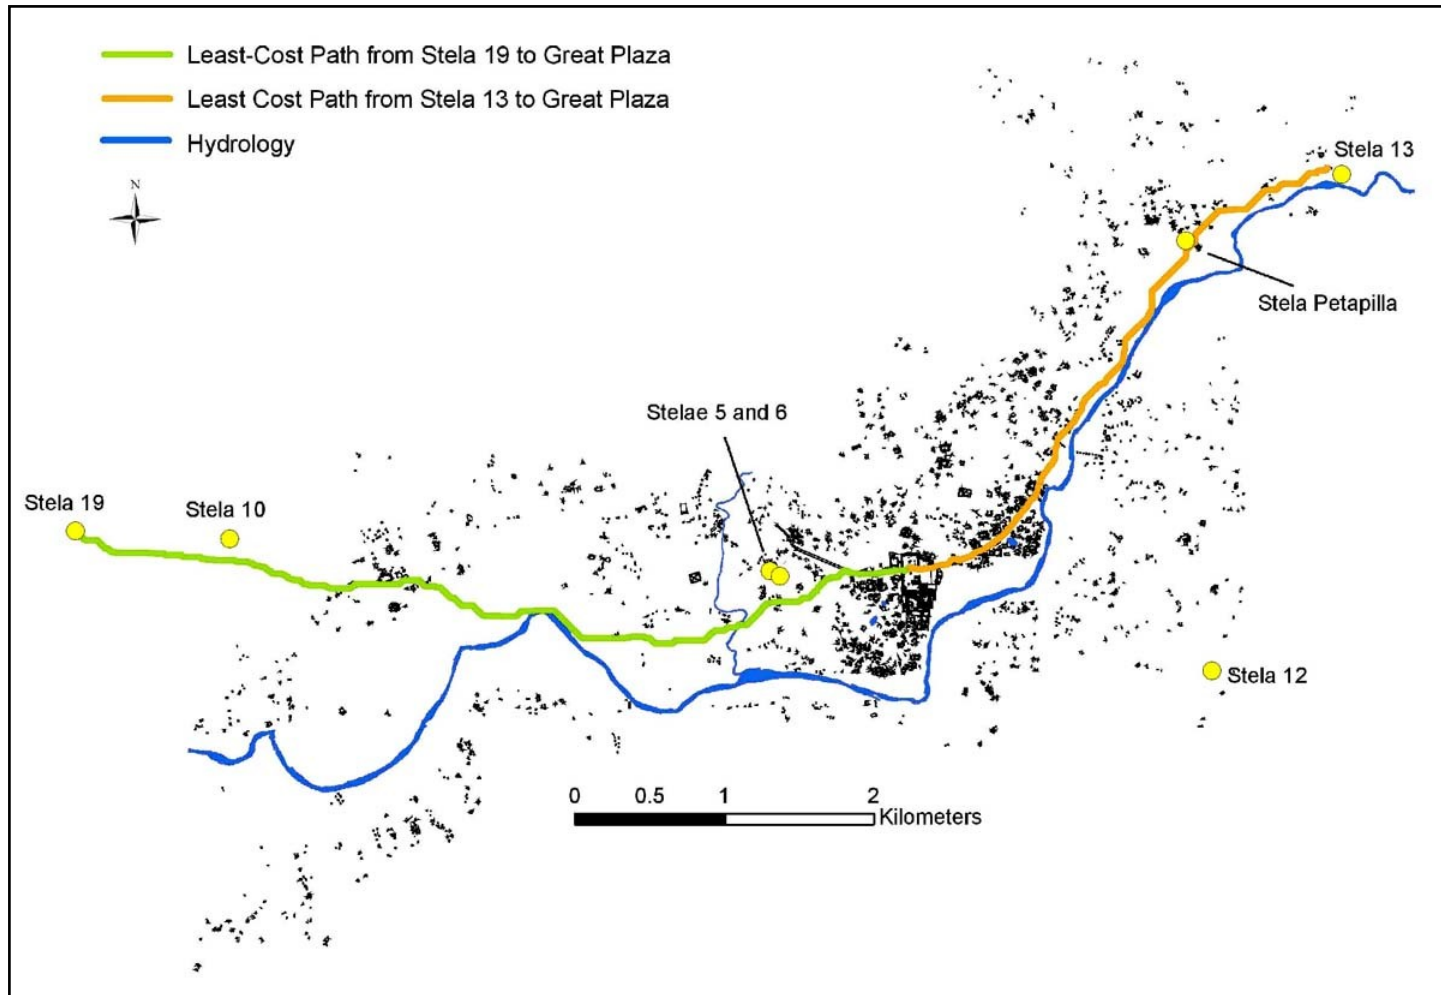 Least-Cost Path from Stela 19 to Great Plaza
Least Cost Path from Stela 13 to Great Plaza
Hydrology
N
Stela 13
Stela Petapilla
Stelae 5 and 6
Stela 19
Stela 10
Stela 12
0 0.5 1 2
Kilometers